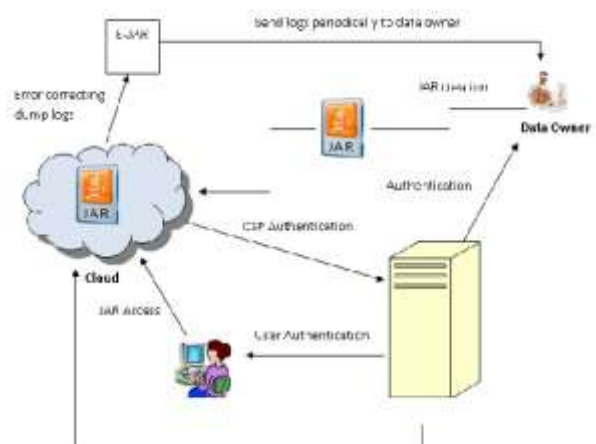 Send logs periodically to data owner
E-JAR
Error correcting
dump logs
JAR
JAR
Data Owner
Authentication
JAR
CSP Authentication
Cloud
JAR Access
User Authentication